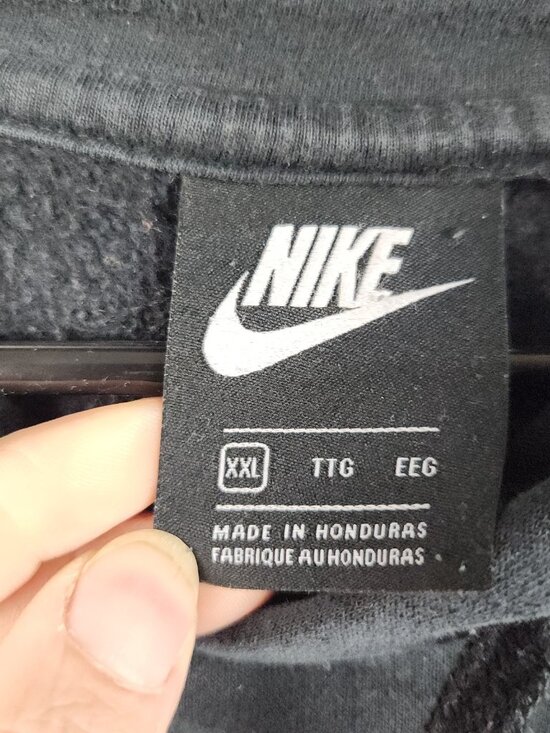 NIKE
XXL TTG EEG
MADE IN HONDURAS
FABRIQUE AU HONDURAS